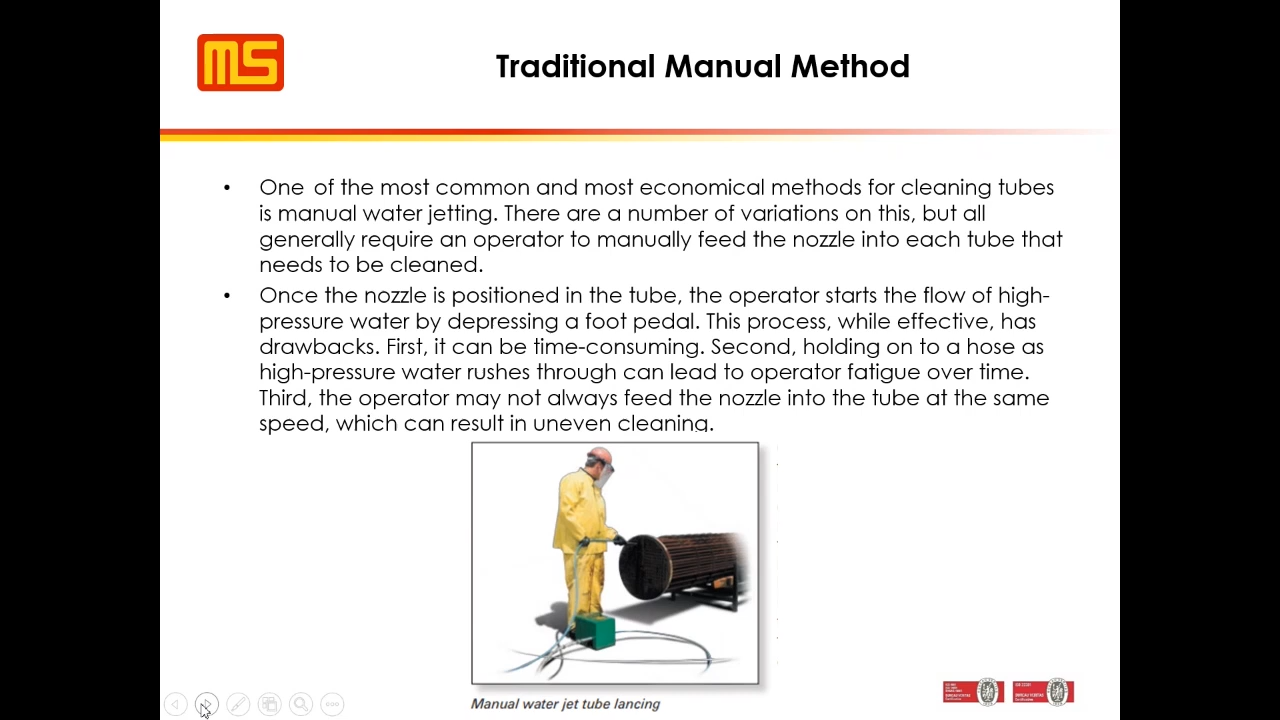 MS
Traditional Manual Method
• One of the most common and most economical methods for cleaning tubes
is manual water jetting. There are a number of variations on this, but all
generally require an operator to manually feed the nozzle into each tube that
needs to be cleaned.
• Once the nozzle is positioned in the tube, the operator starts the flow of high-
pressure water by depressing a foot pedal. This process, while effective, has
drawbacks. First, it can be time-consuming. Second, holding on to a hose as
high-pressure water rushes through can lead to operator fatigue over time.
Third, the operator may not always feed the nozzle into the tube at the same
speed, which can result in uneven cleaning.
Manual water jet tube lancing
BUREAU VERITAS
Certification
BUREAU VERITAS
Certification